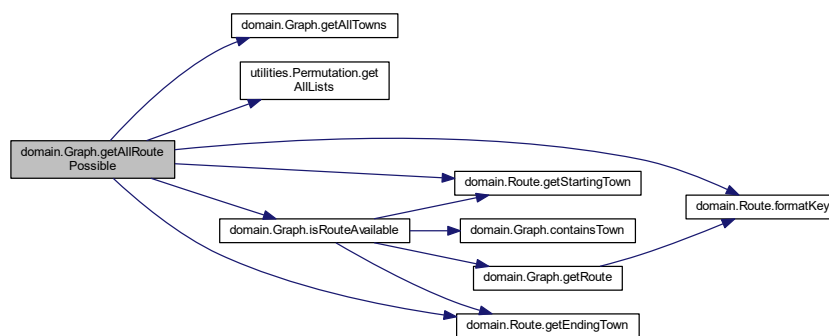 domain.Graph.getAllTowns
utilities.Permutation.get
AllLists
domain.Graph.getAllRoute
Possible
domain.Route.getStartingTown
domain.Route.formatKey
domain.Graph.isRouteAvailable
domain.Graph.containsTown
domain.Graph.getRoute
domain.Route.getEndingTown